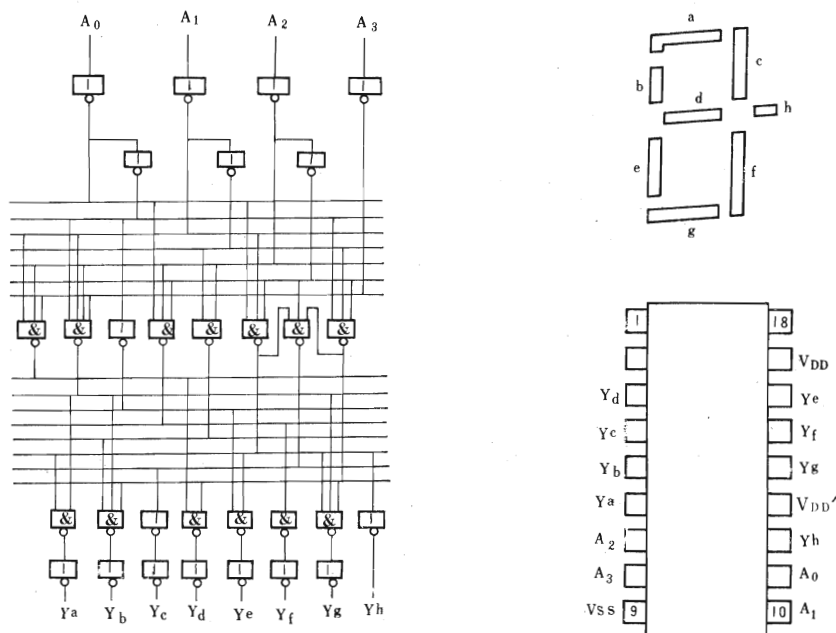 A0 A1 A2 A3
1 1 1 1
1 1 1
& & 1 & & & & &
& & 1 & & & & 1
1 1 1 1 1 1 1
Ya Yb Yc Yd Ye Yf Yg Yh
a
b
c
d
h
e
f
g
1 18
VDD
Yd Ye
Yc Yf
Yb Yg
Ya VDD'
A2 Yh
A3 A0
VSS 9 10 A1